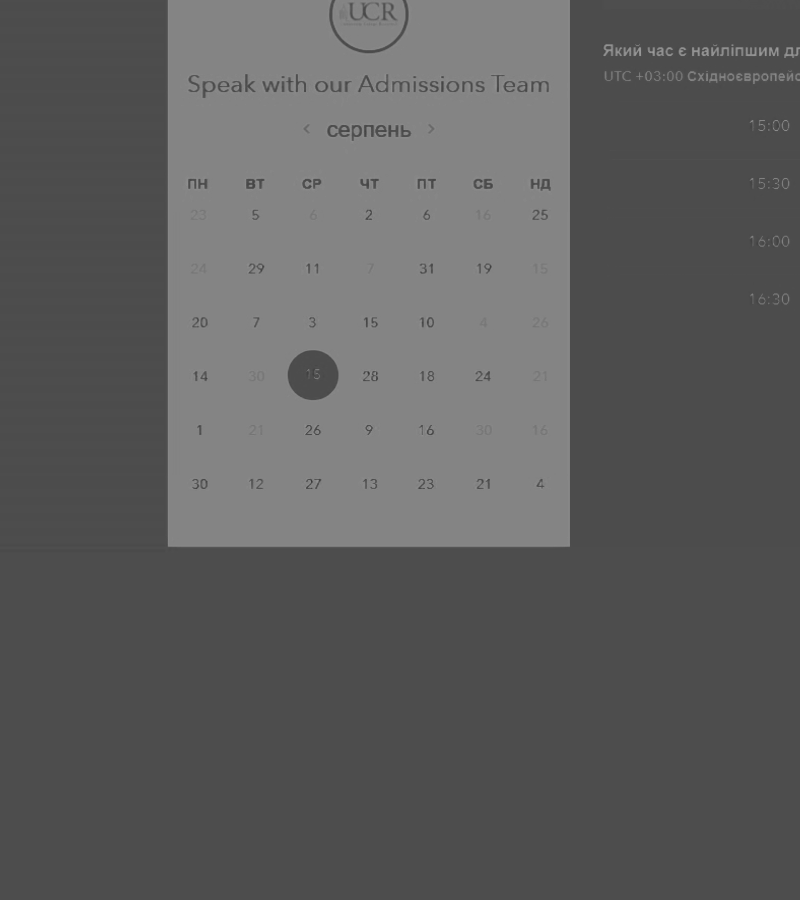 UCR
Speak with our Admissions Team
< серпень >
ПН ВТ СР ЧТ ПТ СБ НД
23 5 6 2 6 16 25
24 29 11 7 31 19 15
20 7 3 15 10 4 26
14 30 15 28 18 24 21
1 21 26 9 16 30 16
30 12 27 13 23 21 4
Який час є найліпшим
UTC +03:00
15:00
15:30
16:00
16:30